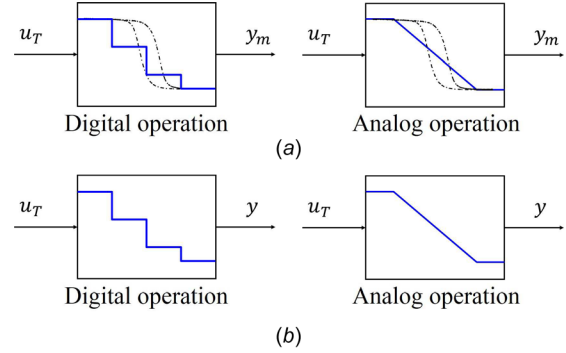 u_T y_m u_T y_m
Digital operation Analog operation
(a)
u_T y u_T y
Digital operation Analog operation
(b)